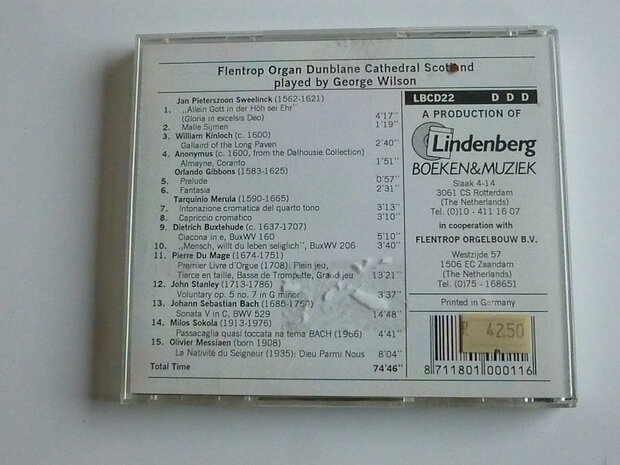 Flentrop Organ Dunblane Cathedral Scotland
played by George Wilson
Jan Pieterszoon Sweelinck (1562-1621)
1. „Allein Gott in der Höh sei Ehr"
(Gloria in excelsis Deo) 4'17"
2. Malle Sijmen 1'19"
3. William Kinloch (c. 1600)
Galliard of the Long Paven 2'40"
4. Anonymus (c. 1600, from the Dalhousie Collection)
Almayne, Coranto 1'51"
Orlando Gibbons (1583-1625)
5. Prelude 0'57"
6. Fantasia 2'31"
Tarquinio Merula (1590-1665)
7. Intonazione cromatica del quarto tono 3'13"
8. Capriccio cromatico 3'10"
9. Dietrich Buxtehude (c. 1637-1707)
Ciacona in e, BuxWV 160 5'10"
10. „Mensch, willt du leben seliglich", BuxWV 206 3'40"
11. Pierre Du Mage (1674-1751)
Premier Livre d'Orgue (1708): Plein jeu,
Tierce en taille, Basse de Trompette, Grand jeu 13'21"
12. John Stanley (1713-1786)
Voluntary op. 5 no. 7 in G minor 3'37"
13. Johann Sebastian Bach (1685-1750)
Sonata V in C, BWV 529 14'48"
14. Milos Sokola (1913-1976)
Passacaglia quasi toccata na tema BACH (1966) 4'41"
15. Olivier Messiaen (born 1908)
La Nativité du Seigneur (1935): Dieu Parmi Nous 8'04"
Total Time 74'46"
LBCD22 D D D
A PRODUCTION OF
Lindenberg
BOEKEN&MUZIEK
Slaak 4-14
3061 CS Rotterdam
(The Netherlands)
Tel. (0)10 - 411 16 07
in cooperation with
FLENTROP ORGELBOUW B.V.
Westzijde 57
1506 EC Zaandam
(The Netherlands)
Tel. (0)75 - 168651
Printed in Germany
4250
8 711801 000116